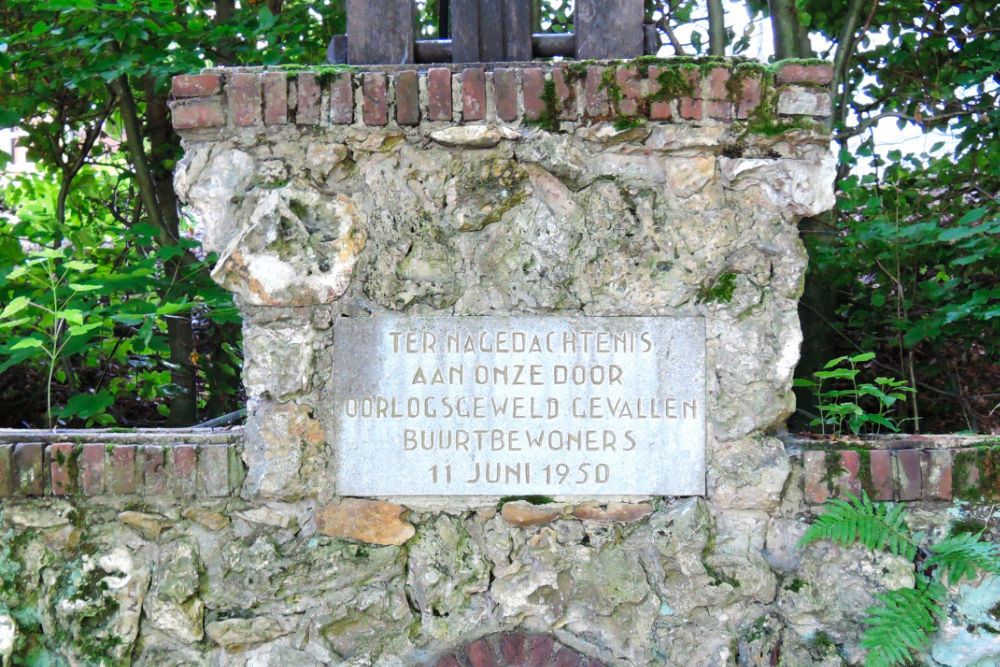 TER NAGEDACHTENIS
AAN ONZE DOOR
OORLOGSGEWELD GEVALLEN
BUURTBEWONERS
11 JUNI 1950